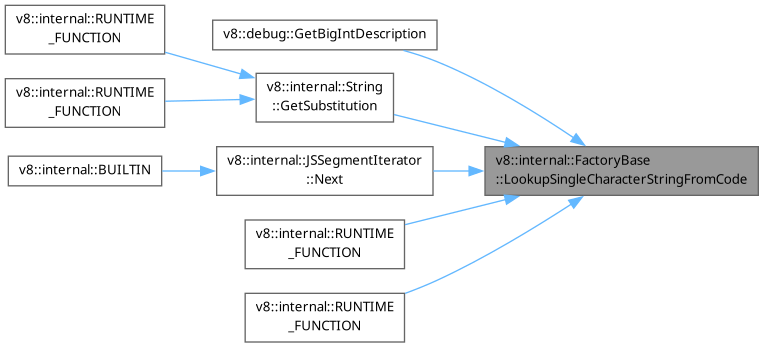 v8::internal::RUNTIME
_FUNCTION
v8::debug::GetBigIntDescription
v8::internal::String
::GetSubstitution
v8::internal::RUNTIME
_FUNCTION
v8::internal::FactoryBase
::LookupSingleCharacterStringFromCode
v8::internal::BUILTIN
v8::internal::JSSegmentIterator
::Next
v8::internal::RUNTIME
_FUNCTION
v8::internal::RUNTIME
_FUNCTION